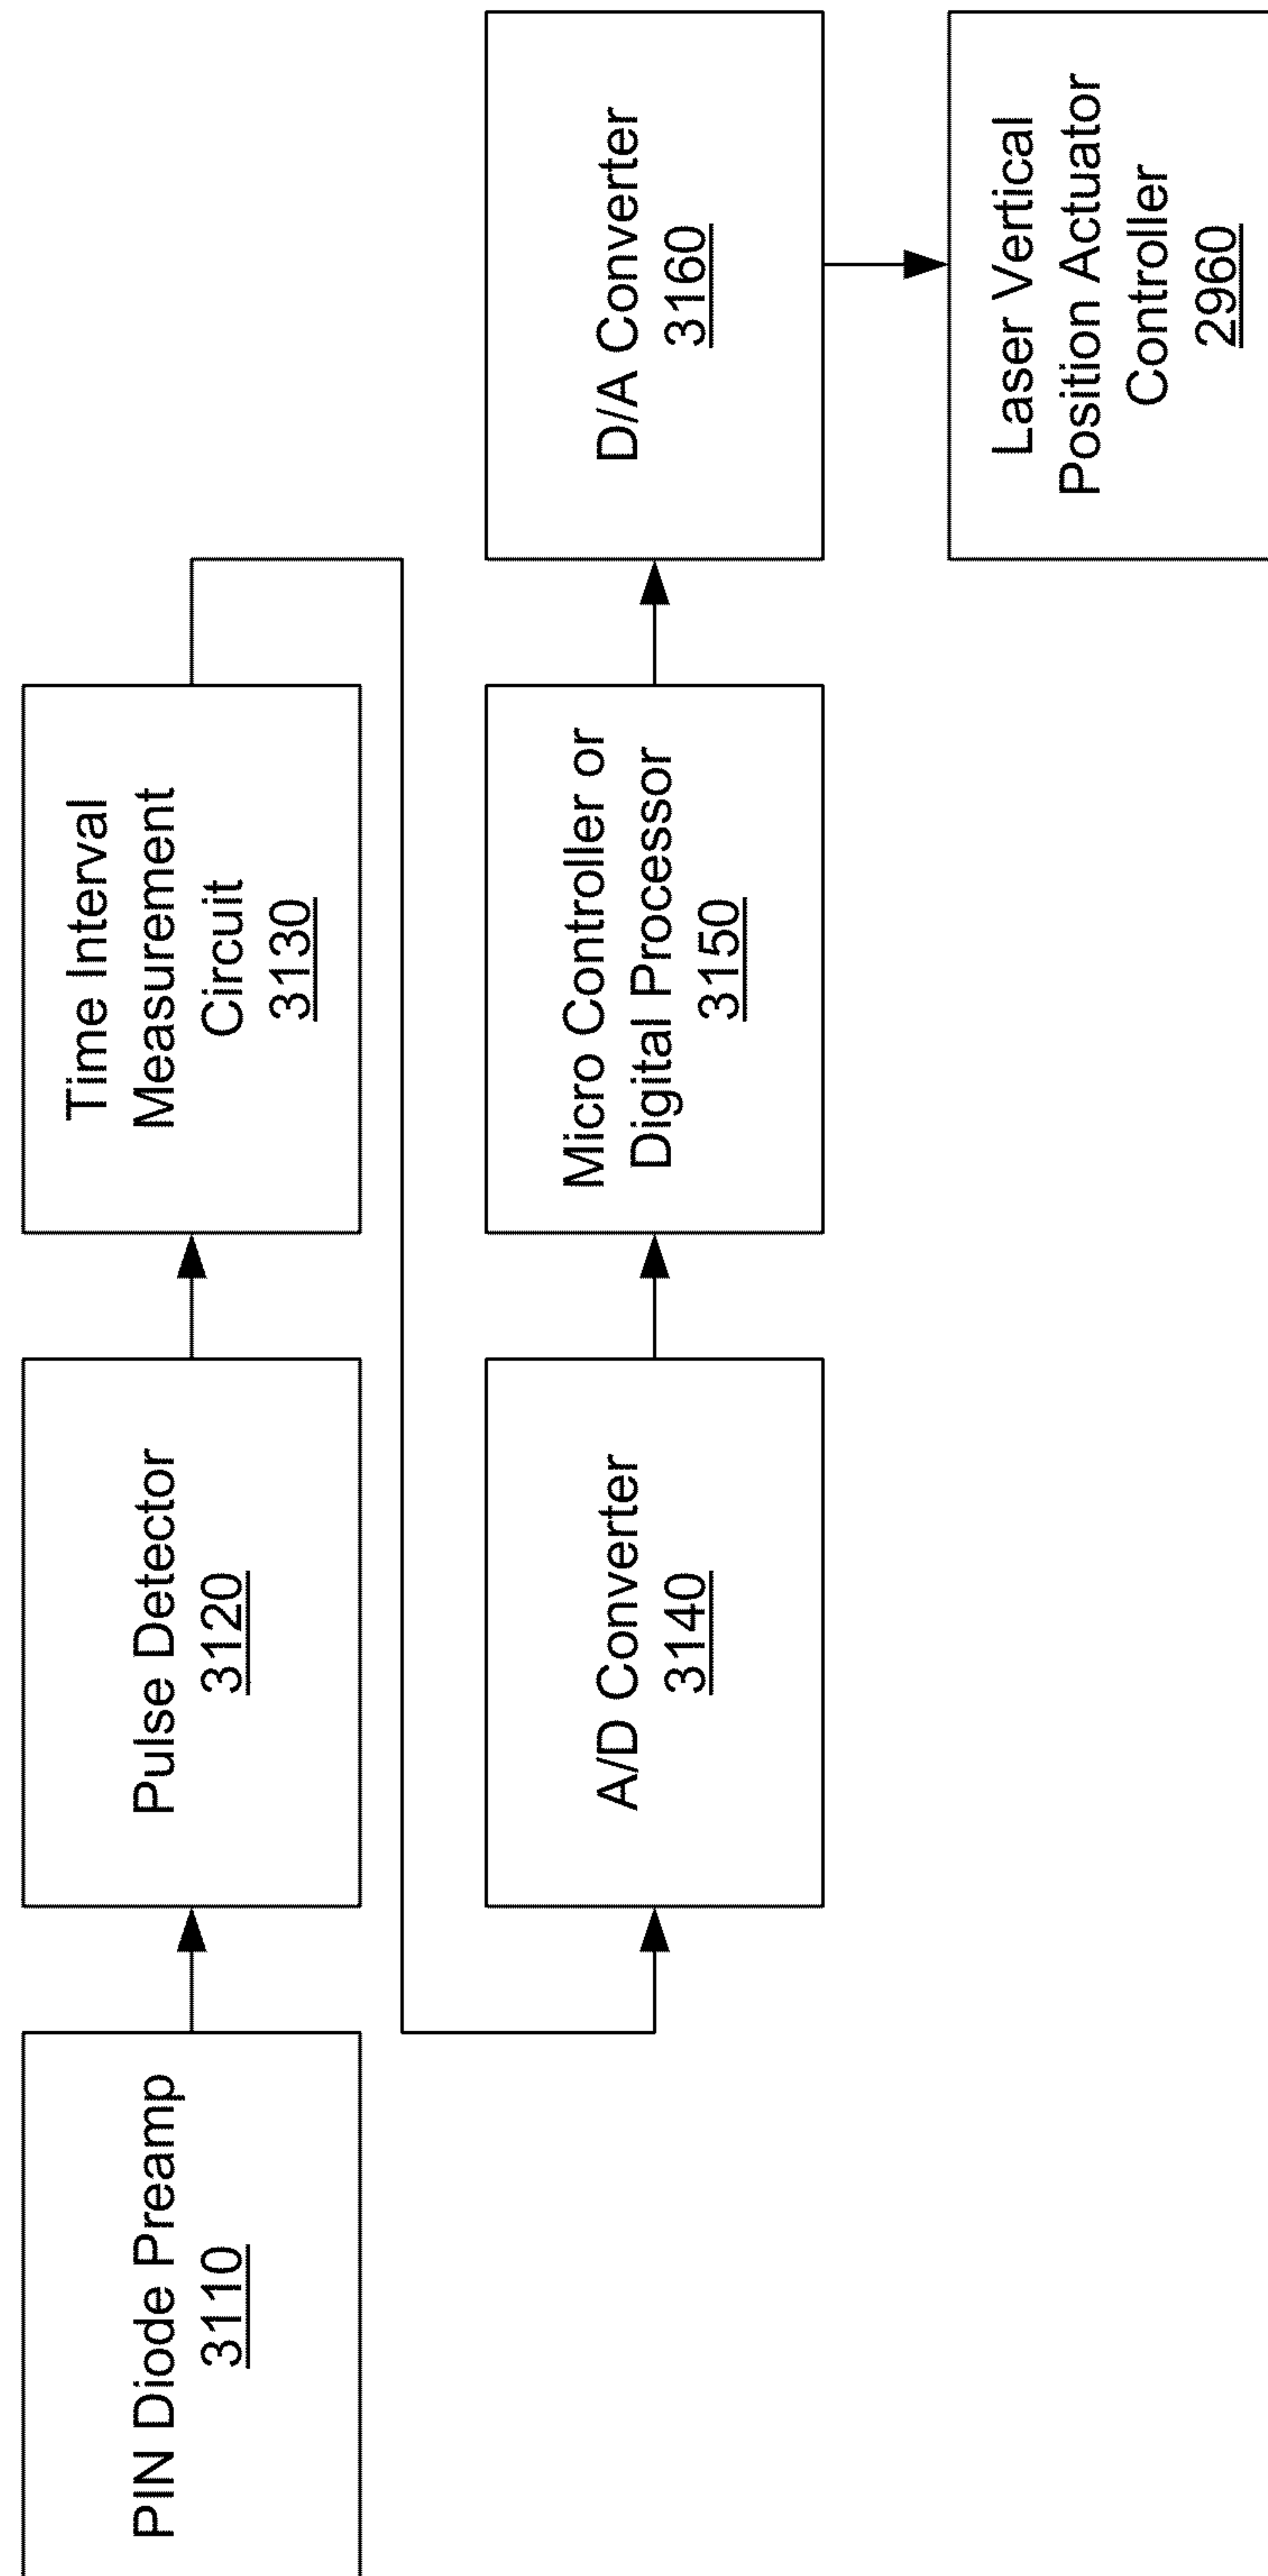 PIN Diode Preamp
3110
Pulse Detector
3120
Time Interval
Measurement
Circuit
3130
A/D Converter
3140
Micro Controller or
Digital Processor
3150
D/A Converter
3160
Laser Vertical
Position Actuator
Controller
2960